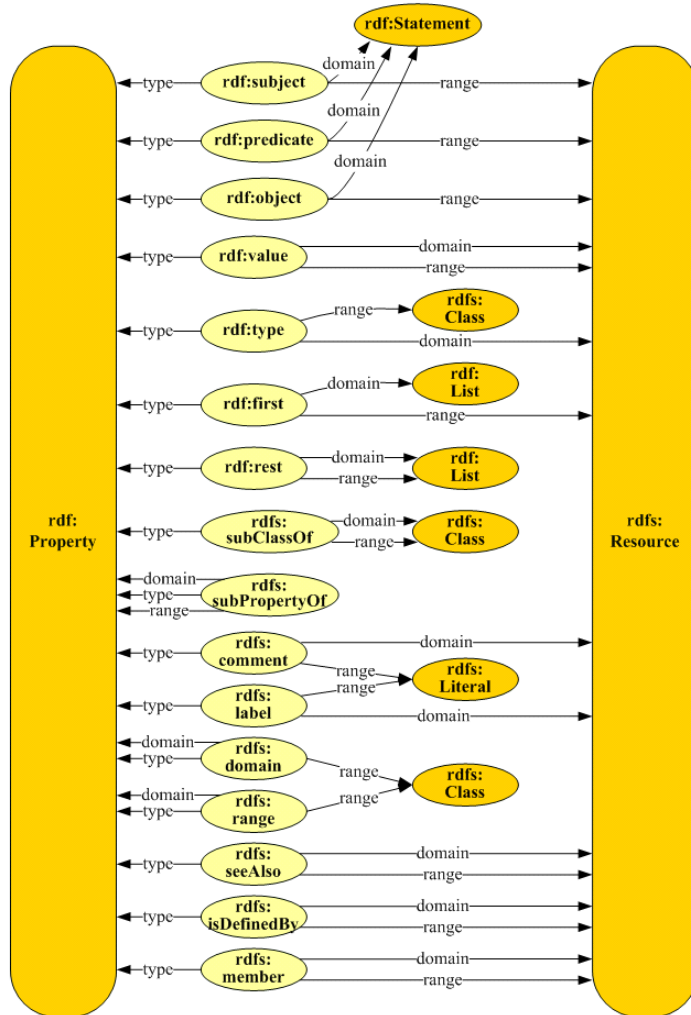 rdf:Statement
domain
type
rdf:subject
range
domain
type
rdf:predicate
range
domain
type
rdf:object
range
type
rdf:value
domain
range
type
rdf:type
range
rdfs:
Class
domain
type
rdf:first
domain
rdf:
List
range
type
rdf:rest
domain
range
rdf:
List
rdf:
Property
rdfs:
Resource
type
rdfs:
subClassOf
domain
range
rdfs:
Class
domain
type
range
rdfs:
subPropertyOf
type
rdfs:
comment
domain
range
rdfs:
Literal
range
type
rdfs:
label
domain
domain
type
rdfs:
domain
range
rdfs:
Class
domain
type
rdfs:
range
range
type
rdfs:
seeAlso
domain
range
type
rdfs:
isDefinedBy
domain
range
type
rdfs:
member
domain
range